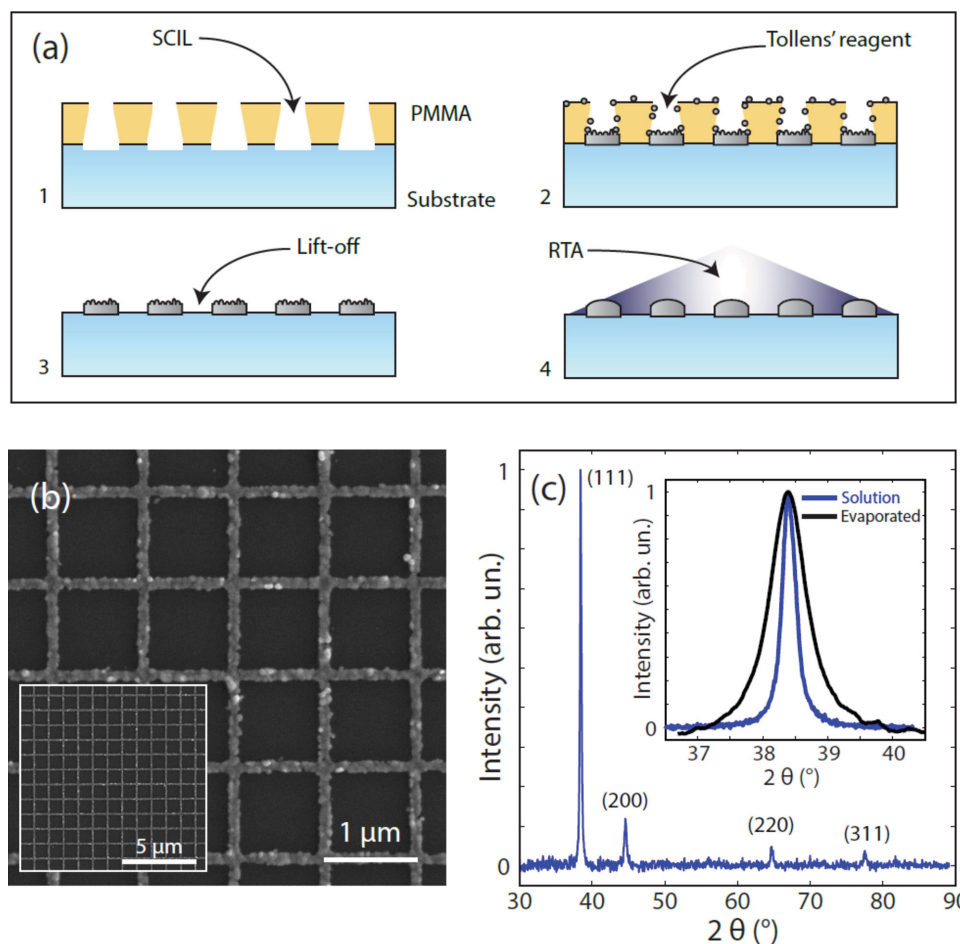 (a)
SCIL
PMMA
1
Substrate
Tollens’ reagent
2
Lift-off
3
RTA
4
(b)
5 µm
1 µm
(c)
Intensity (arb. un.)
1
0
(111)
(200)
(220)
(311)
30 40 50 60 70 80 90
2 θ (°)
Solution
Evaporated
Intensity (arb. un.)
1
0
37 38 39 40
2 θ (°)